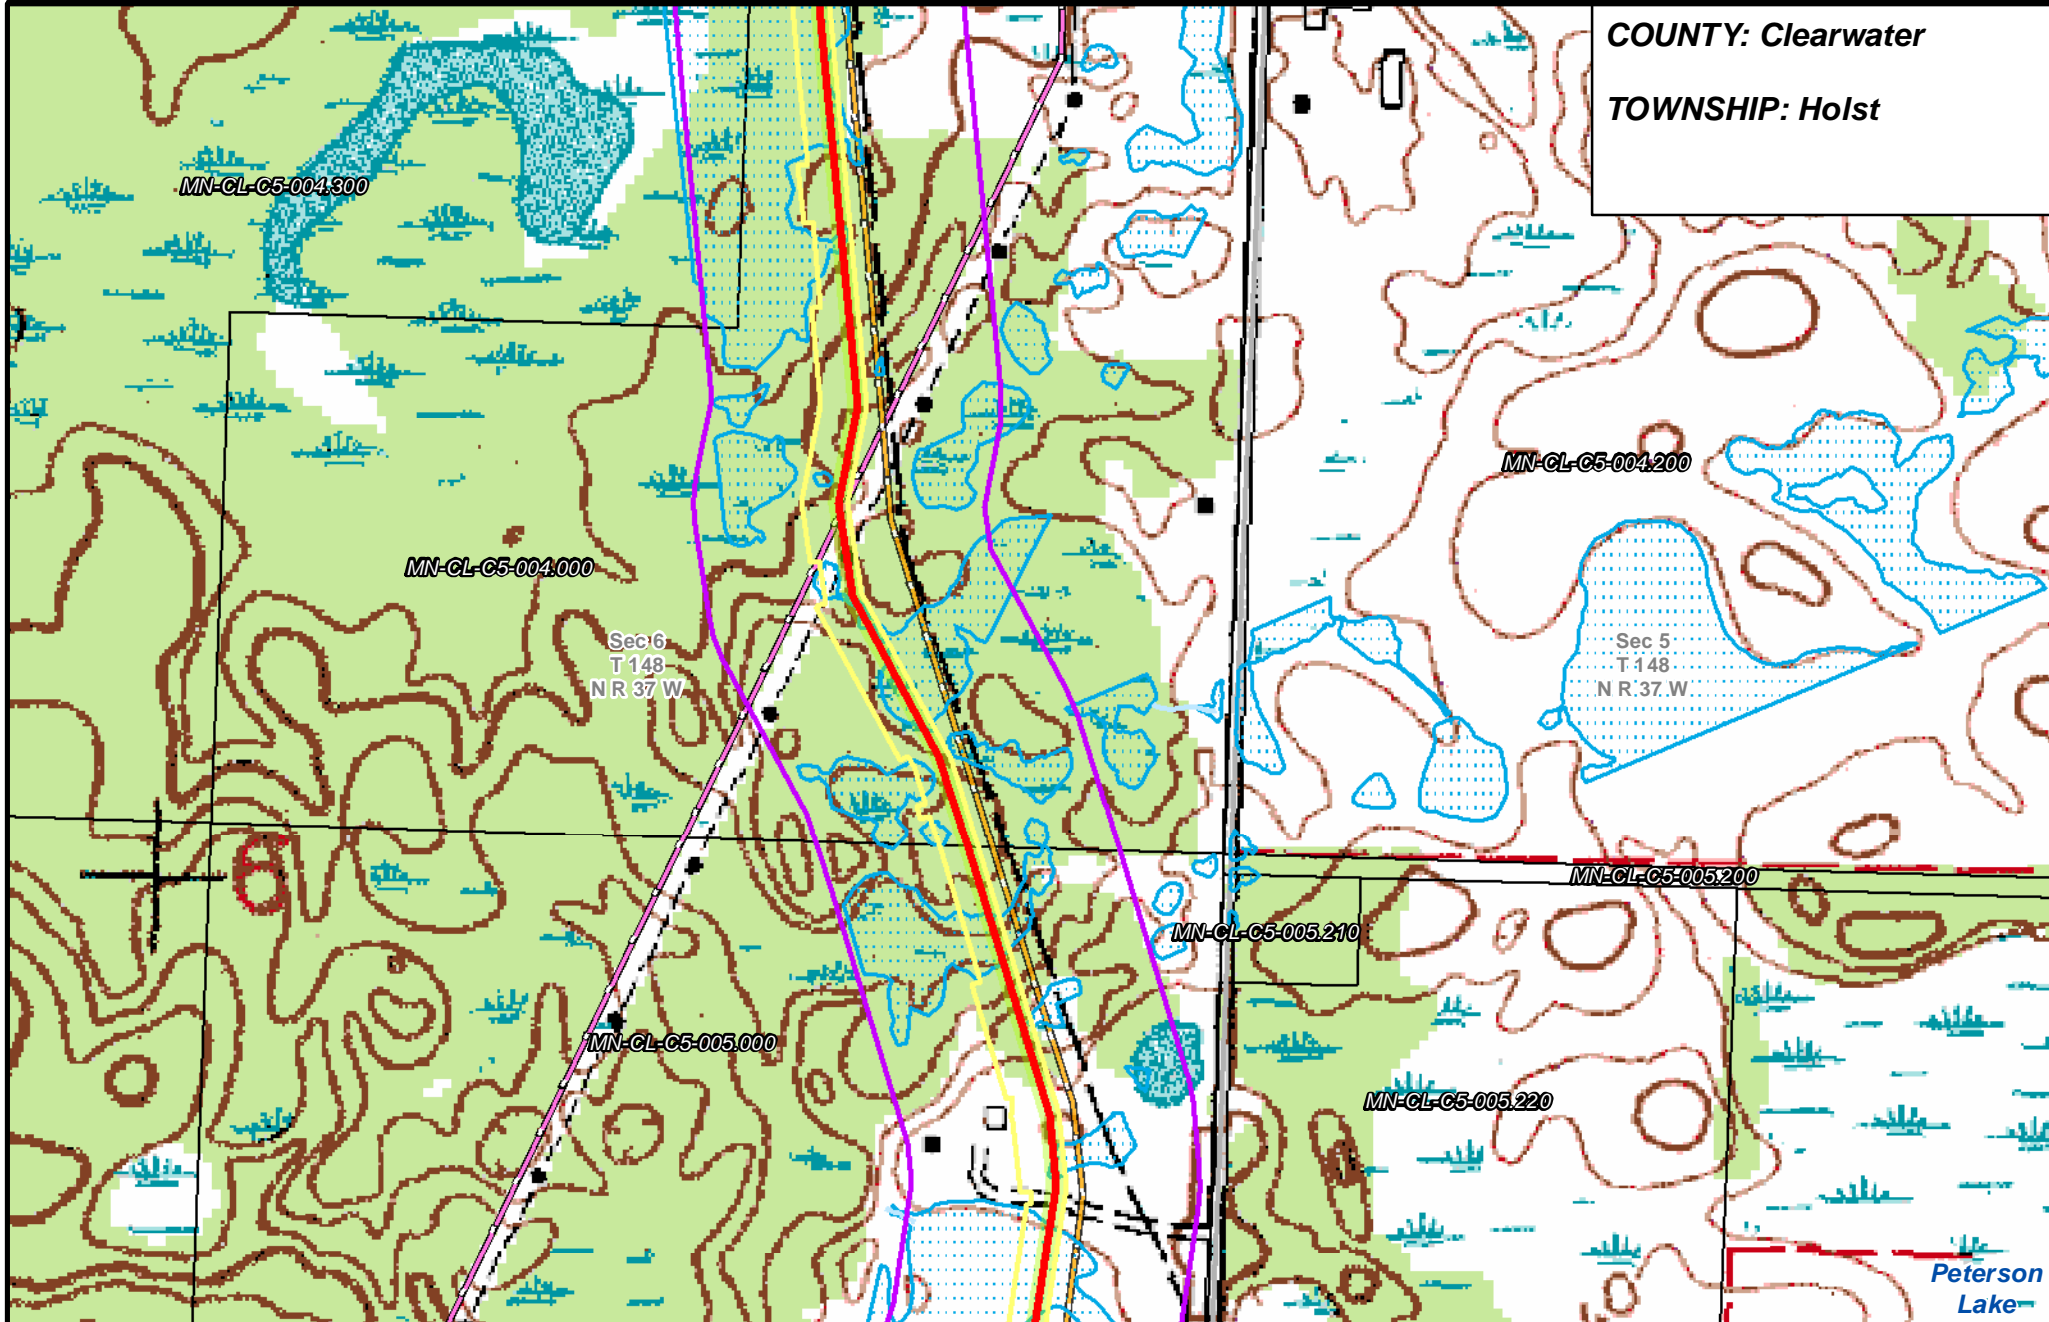 COUNTY: Clearwater
TOWNSHIP: Holst
MN-CL-C5-004.300
MN-CL-C5-004.200
MN-CL-C5-004.000
Sec 6
T 148
N R 37 W
Sec 5
T 148
N R 37 W
6
MN-CL-C5-005.200
MN-CL-C5-005.210
MN-CL-C5-005.000
MN-CL-C5-005.220
Peterson
Lake